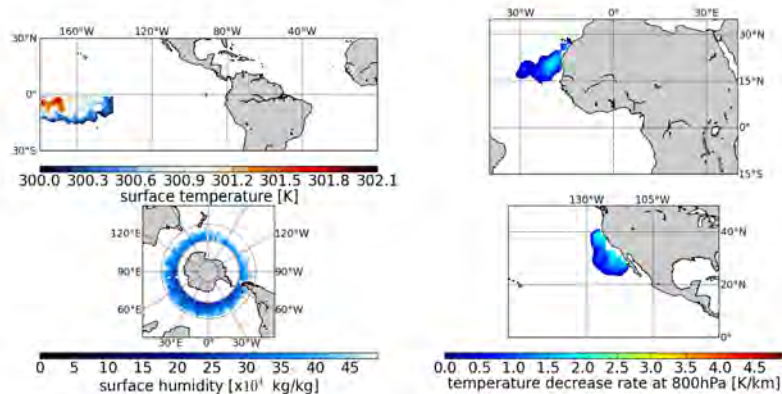 30°N
160°W
120°W
80°W
40°W
0°
30°S
300.0 300.3 300.6 300.9 301.2 301.5 301.8 302.1
surface temperature [K]
120°E
90°E
60°E
30°E
0°
30°W
60°W
90°W
120°W
0 5 10 15 20 25 30 35 40 45
surface humidity [x10⁴ kg/kg]
30°W
0°
30°E
30°N
15°N
0°
15°S
130°W
105°W
40°N
20°N
0°
0.0 0.5 1.0 1.5 2.0 2.5 3.0 3.5 4.0 4.5
temperature decrease rate at 800hPa [K/km]